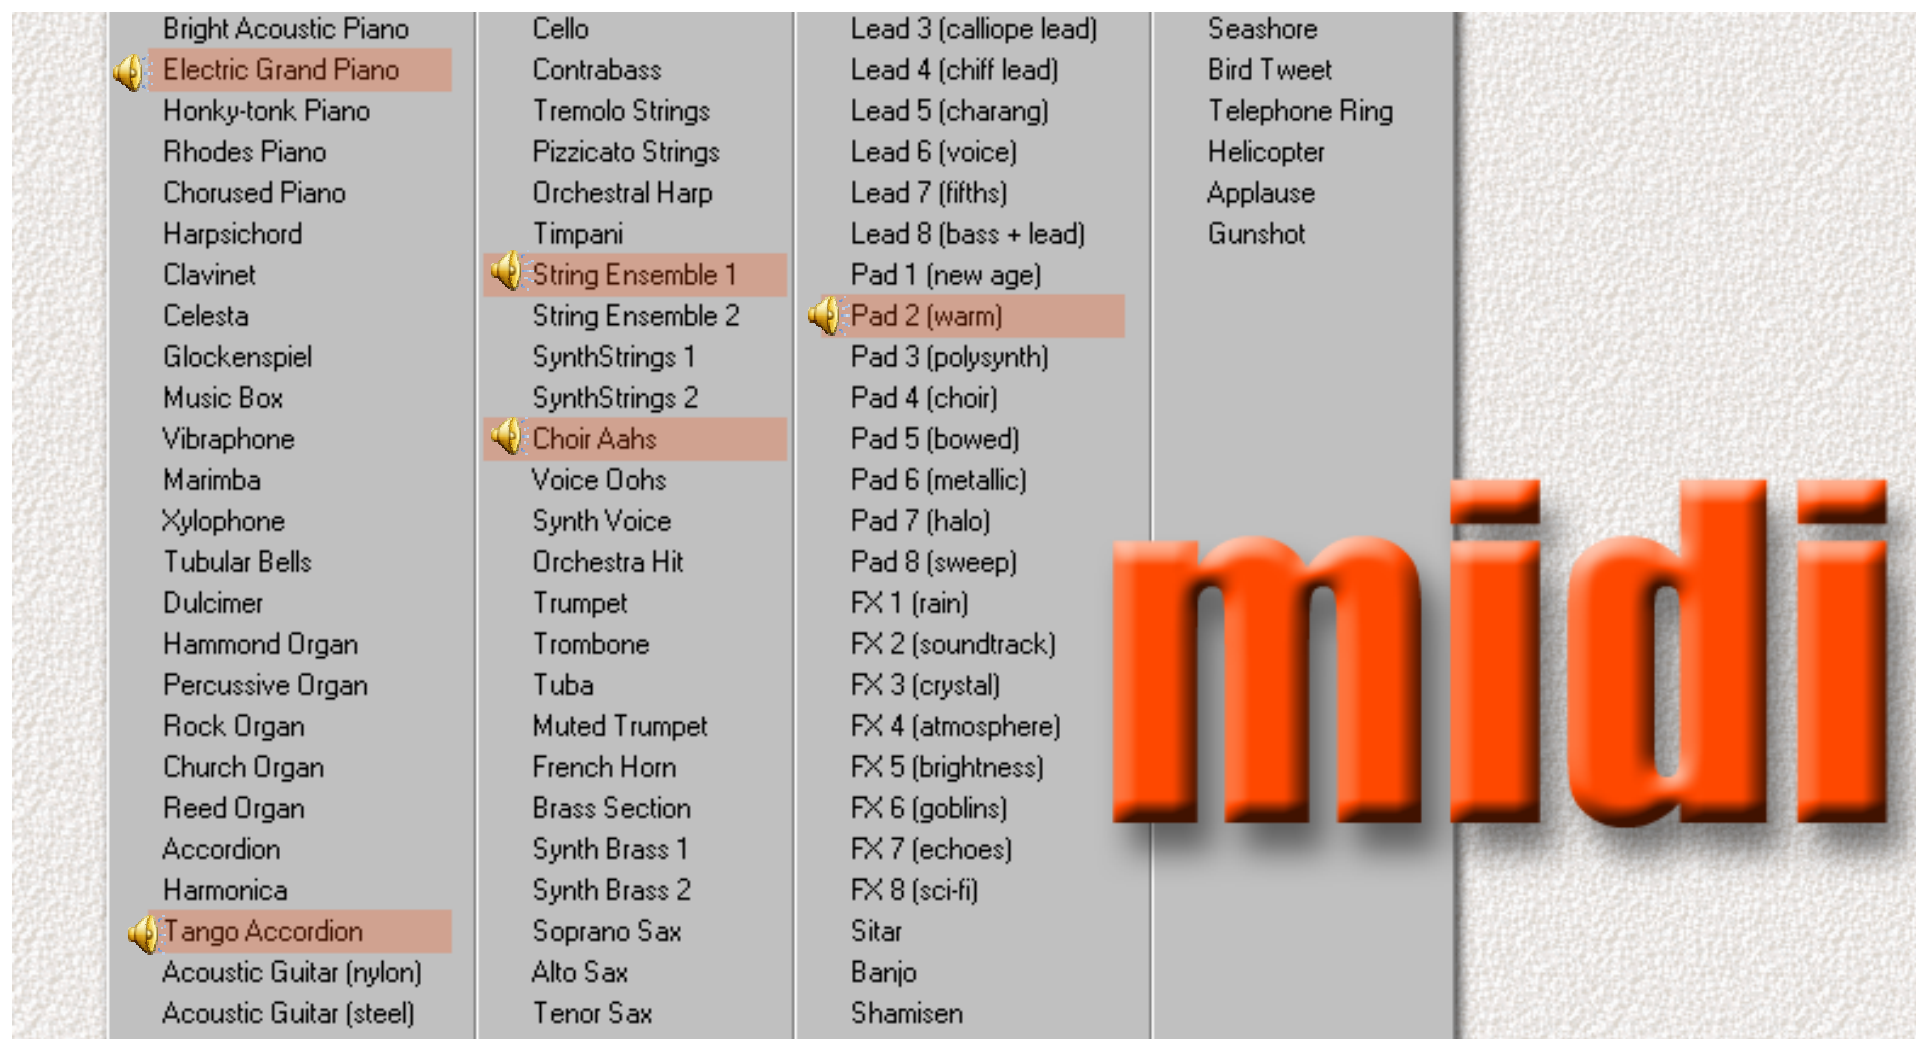 Bright Acoustic Piano
Electric Grand Piano
Honky-tonk Piano
Rhodes Piano
Chorused Piano
Harpsichord
Clavinet
Celesta
Glockenspiel
Music Box
Vibraphone
Marimba
Xylophone
Tubular Bells
Dulcimer
Hammond Organ
Percussive Organ
Rock Organ
Church Organ
Reed Organ
Accordion
Harmonica
Tango Accordion
Acoustic Guitar (nylon)
Acoustic Guitar (steel)
Cello
Contrabass
Tremolo Strings
Pizzicato Strings
Orchestral Harp
Timpani
String Ensemble 1
String Ensemble 2
SynthStrings 1
SynthStrings 2
Choir Aahs
Voice Oohs
Synth Voice
Orchestra Hit
Trumpet
Trombone
Tuba
Muted Trumpet
French Horn
Brass Section
Synth Brass 1
Synth Brass 2
Soprano Sax
Alto Sax
Tenor Sax
Lead 3 (calliope lead)
Lead 4 (chiff lead)
Lead 5 (charang)
Lead 6 (voice)
Lead 7 (fifths)
Lead 8 (bass + lead)
Pad 1 (new age)
Pad 2 (warm)
Pad 3 (polysynth)
Pad 4 (choir)
Pad 5 (bowed)
Pad 6 (metallic)
Pad 7 (halo)
Pad 8 (sweep)
FX 1 (rain)
FX 2 (soundtrack)
FX 3 (crystal)
FX 4 (atmosphere)
FX 5 (brightness)
FX 6 (goblins)
FX 7 (echoes)
FX 8 (sci-fi)
Sitar
Banjo
Shamisen
Seashore
Bird Tweet
Telephone Ring
Helicopter
Applause
Gunshot
midi